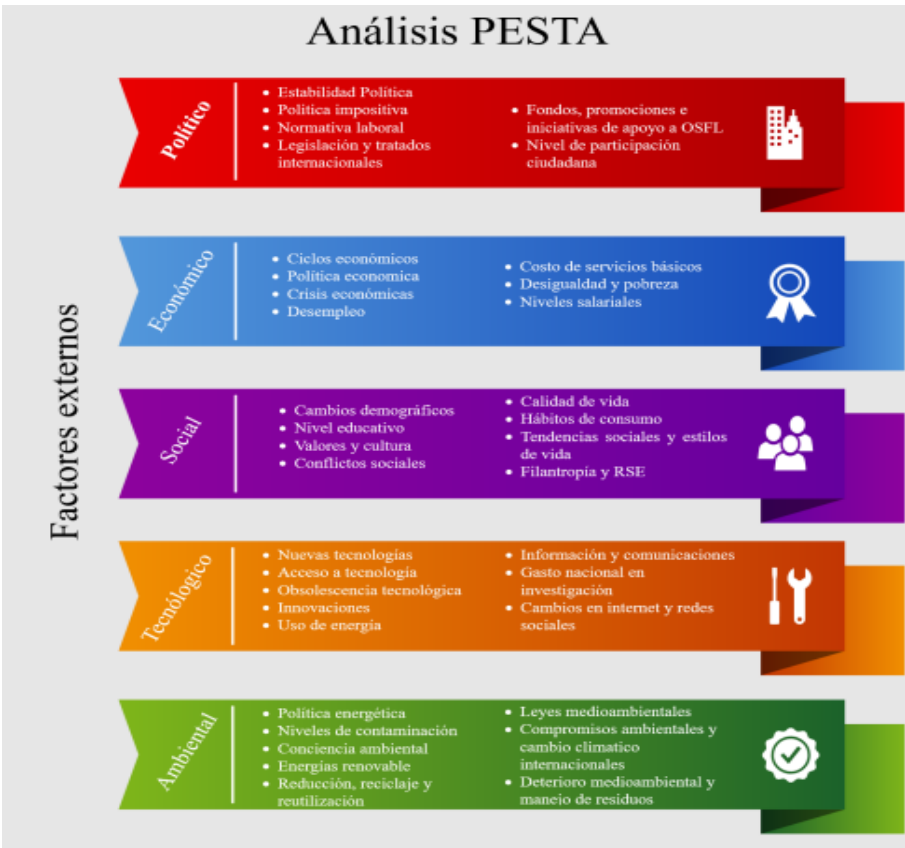 Análisis PESTA
Factores externos
Político
• Estabilidad Política
• Política impositiva
• Normativa laboral
• Legislación y tratados
internacionales
• Fondos, promociones e
iniciativas de apoyo a OSFL
• Nivel de participación
ciudadana
Económico
• Ciclos económicos
• Política economica
• Crisis económicas
• Desempleo
• Costo de servicios básicos
• Desigualdad y pobreza
• Niveles salariales
Social
• Cambios demográficos
• Nivel educativo
• Valores y cultura
• Conflictos sociales
• Calidad de vida
• Hábitos de consumo
• Tendencias sociales y estilos
de vida
• Filantropía y RSE
Tecnólogico
• Nuevas tecnologías
• Acceso a tecnología
• Obsolescencia tecnológica
• Innovaciones
• Uso de energía
• Información y comunicaciones
• Gasto nacional en
investigación
• Cambios en internet y redes
sociales
Ambiental
• Política energética
• Niveles de contaminación
• Conciencia ambiental
• Energías renovable
• Reducción, reciclaje y
reutilización
• Leyes medioambientales
• Compromisos ambientales y
cambio climatico
internacionales
• Deterioro medioambiental y
manejo de residuos